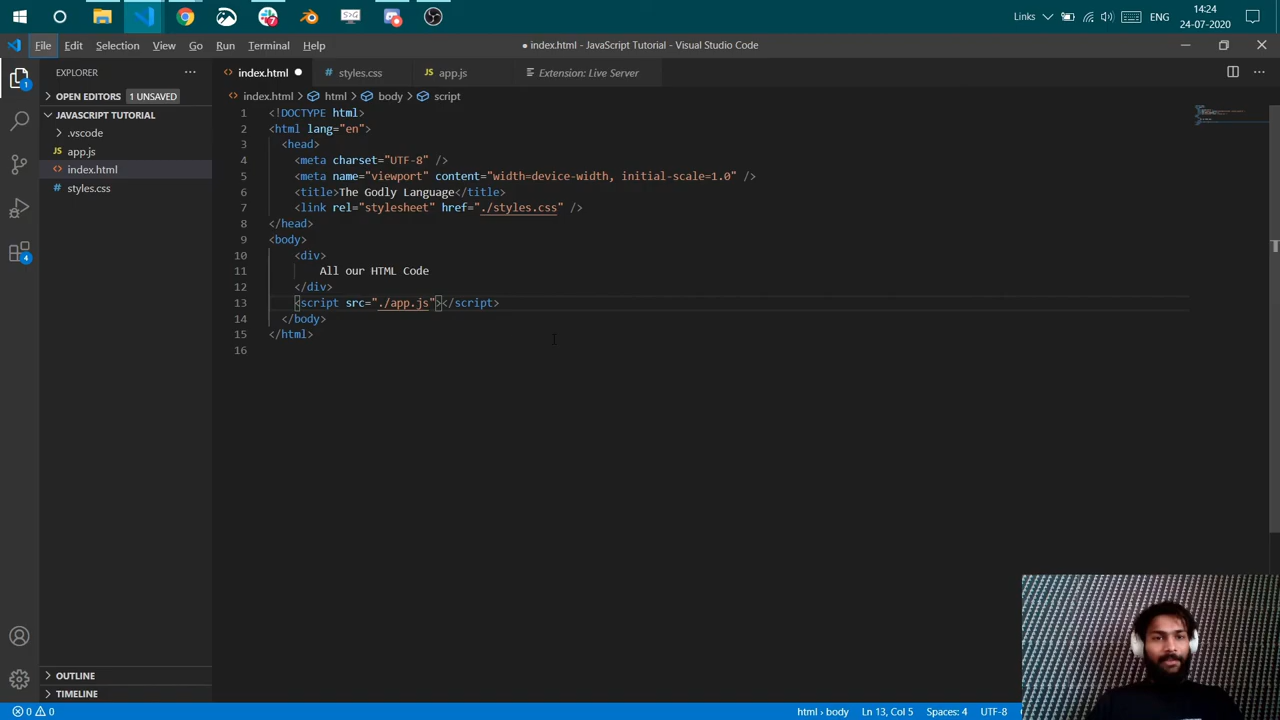 Links ENG 14:24 24-07-2020
File Edit Selection View Go Run Terminal Help ● index.html - JavaScript Tutorial - Visual Studio Code
EXPLORER
OPEN EDITORS 1 UNSAVED
JAVASCRIPT TUTORIAL
.vscode
JS app.js
<> index.html
# styles.css
OUTLINE
TIMELINE
1
4
7
<> index.html ● # styles.css JS app.js Extension: Live Server
<> index.html > html > body > script
1 <!DOCTYPE html>
2 <html lang="en">
3 <head>
4 <meta charset="UTF-8" />
5 <meta name="viewport" content="width=device-width, initial-scale=1.0" />
6 <title>The Godly Language</title>
7 <link rel="stylesheet" href="./styles.css" />
8 </head>
9 <body>
10 <div>
11 All our HTML Code
12 </div>
13 <script src="./app.js"></script>
14 </body>
15 </html>
16
0 0 html › body Ln 13, Col 5 Spaces: 4 UTF-8